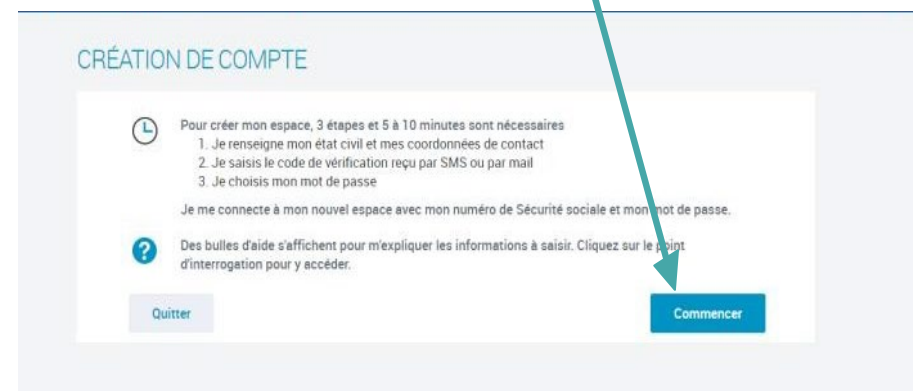 CRÉATION DE COMPTE
Pour créer mon espace, 3 étapes et 5 à 10 minutes sont nécessaires
1. Je renseigne mon état civil et mes coordonnées de contact
2. Je saisis le code de vérification reçu par SMS ou par mail
3. Je choisis mon mot de passe
Je me connecte à mon nouvel espace avec mon numéro de Sécurité sociale et mon mot de passe.
Des bulles d'aide s'affichent pour m'expliquer les informations à saisir. Cliquez sur le point
d'interrogation pour y accéder.
Quitter
Commencer